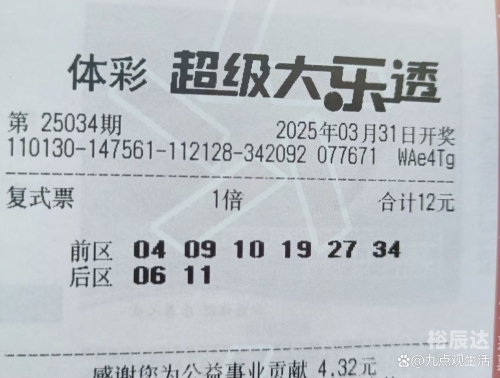 体彩 超级大乐透
第 25034期 2025年03月31日开奖
110130-147561-112128-342092 077671 WAe4Tg
复式票 1倍 合计12元
前区 04 09 10 19 27 34
后区 06 11
感谢您为公益事业贡献 4.32元
裕辰达
@九点观生活